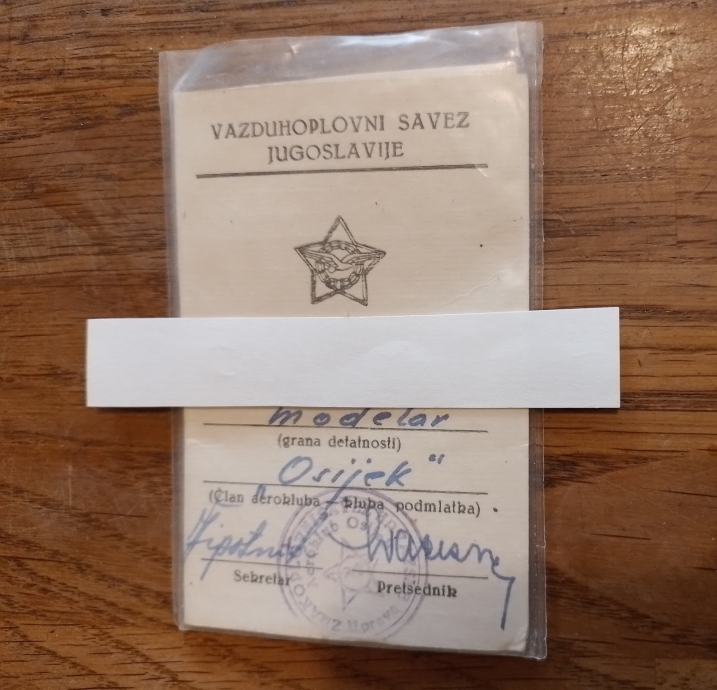 VAZDUHOPLOVNI SAVEZ
JUGOSLAVIJE
modelar
(grana delatnosti)
Osijek"
(Član aerokluba — kluba podmlatka)
Sekretar
Pretsednik